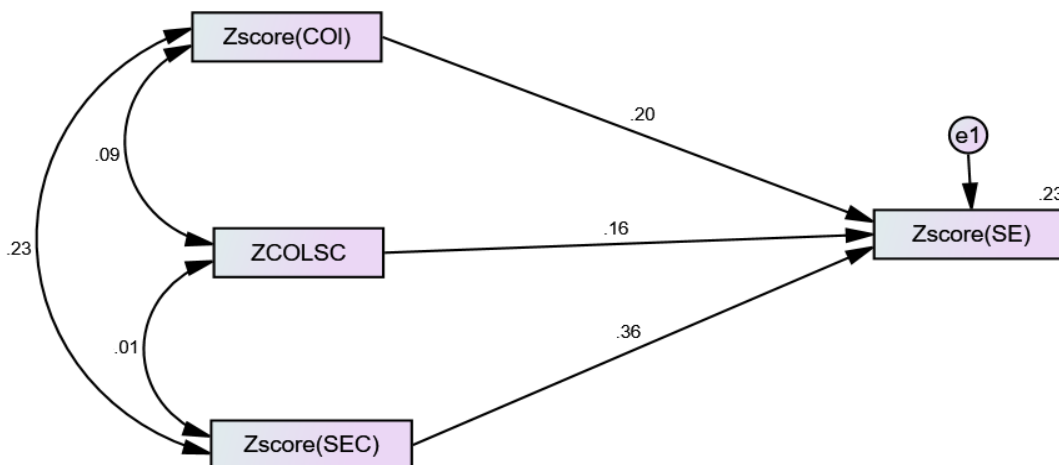 Zscore(COI)
.20
e1
.09
.23
.23
ZCOLSC
.16
Zscore(SE)
.01
.36
Zscore(SEC)